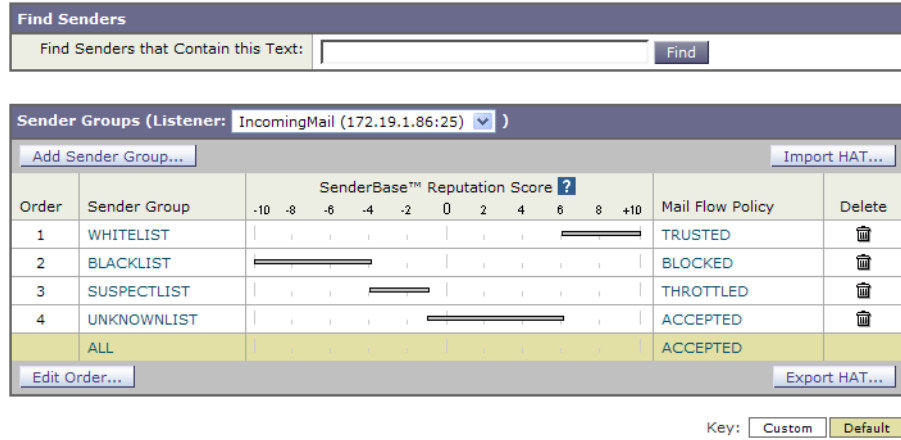 Find Senders
Find Senders that Contain this Text: Find
Sender Groups (Listener: IncomingMail (172.19.1.86:25) )
Add Sender Group... Import HAT...
SenderBase™ Reputation Score ?
Order Sender Group -10 -8 -6 -4 -2 0 2 4 6 8 +10 Mail Flow Policy Delete
1 WHITELIST TRUSTED
2 BLACKLIST BLOCKED
3 SUSPECTLIST THROTTLED
4 UNKNOWNLIST ACCEPTED
ALL ACCEPTED
Edit Order... Export HAT...
Key: Custom Default